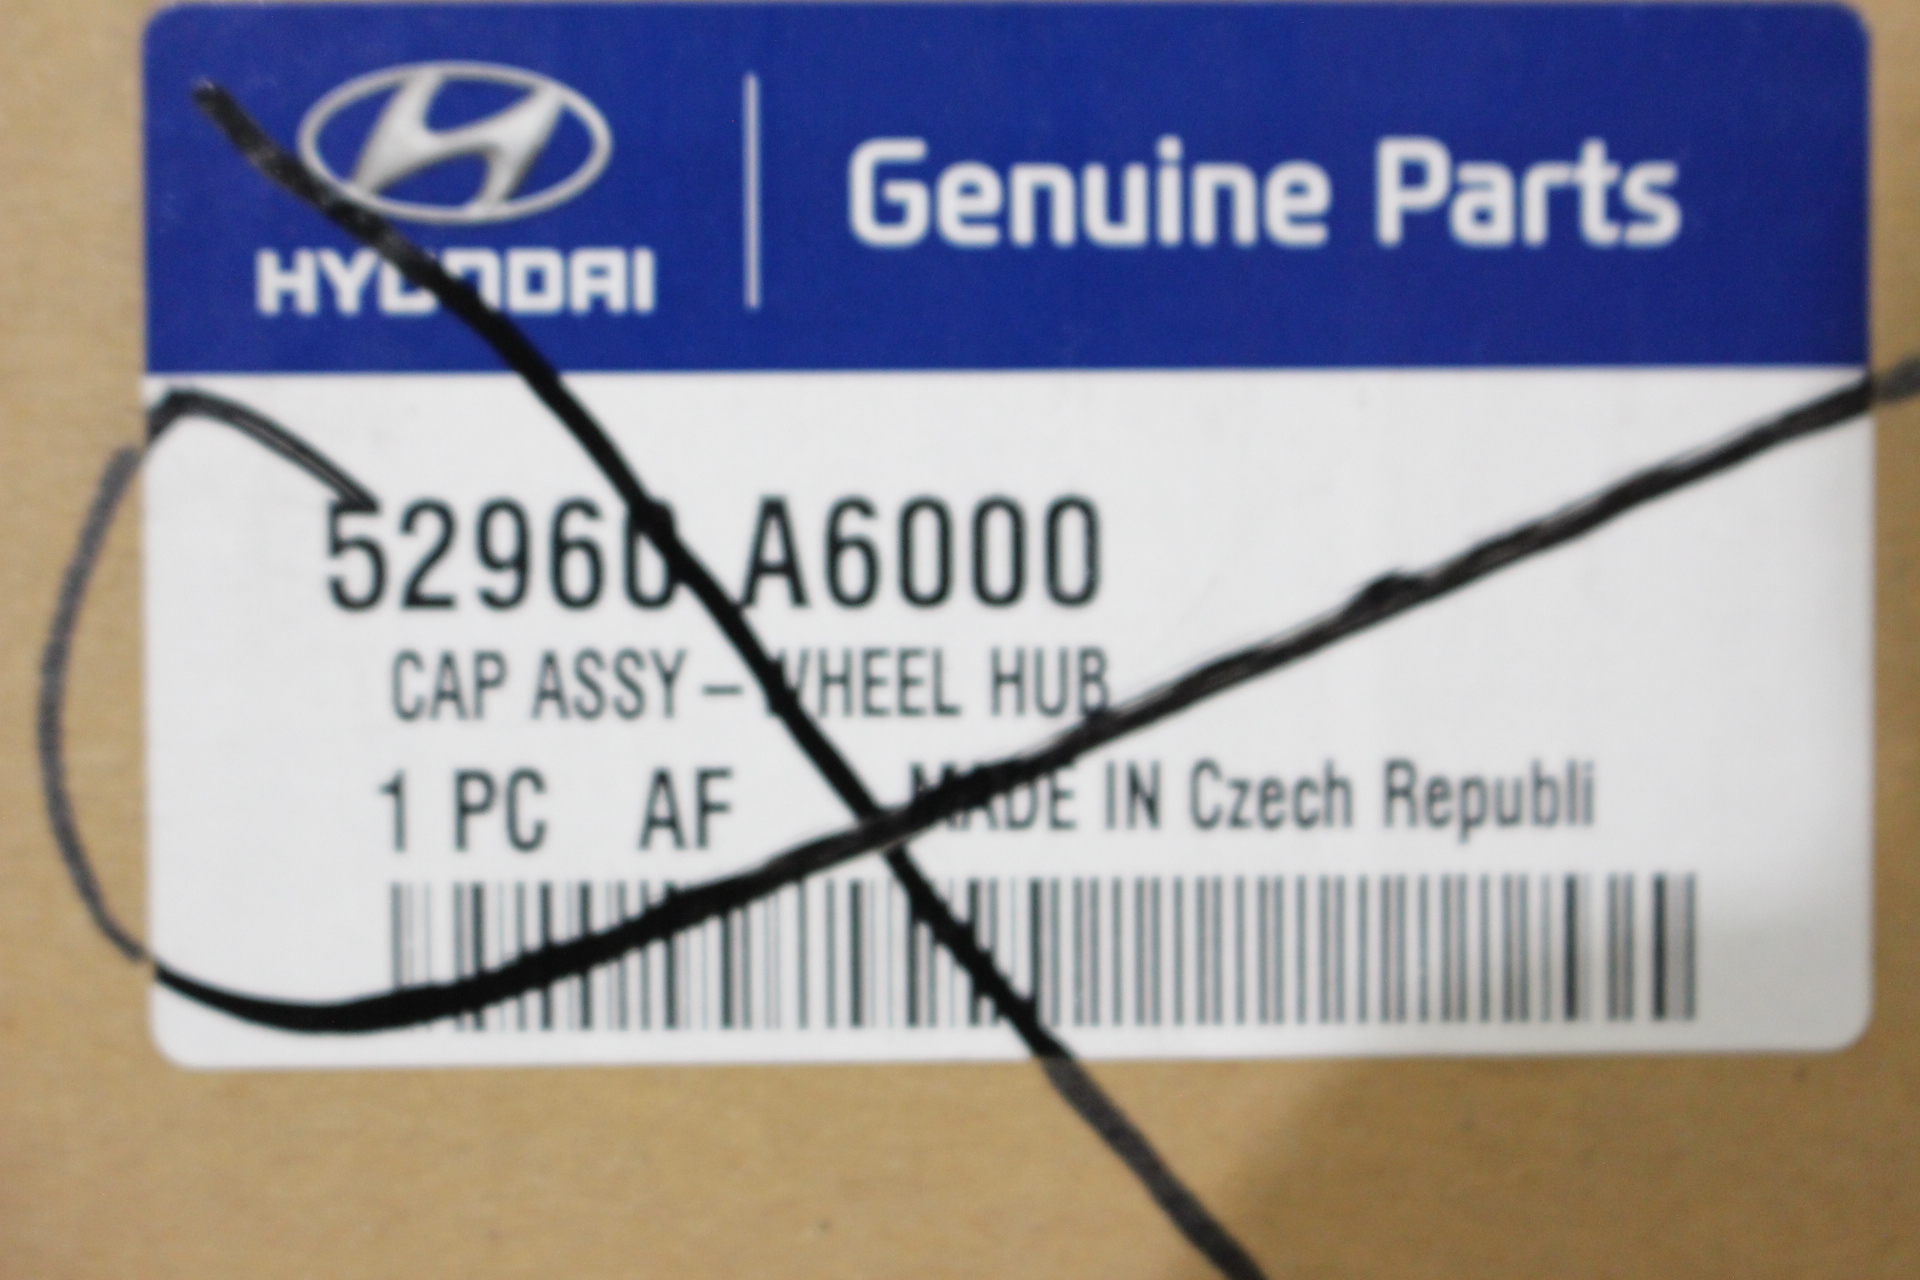 HYUNDAI
Genuine Parts
52960 A6000
CAP ASSY – WHEEL HUB
1 PC AF MADE IN Czech Republi